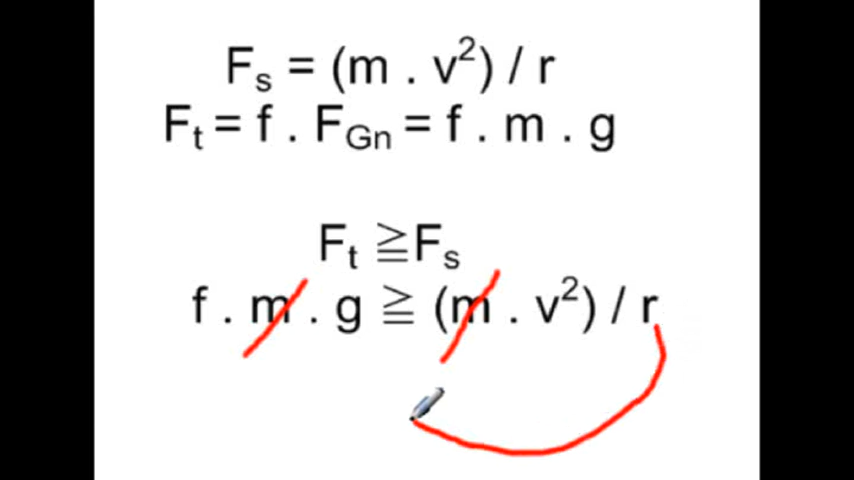 Fs = (m . v²) / r
Ft = f . FGn = f . m . g
Ft ≧Fs
f . m . g ≧ (m . v²) / r